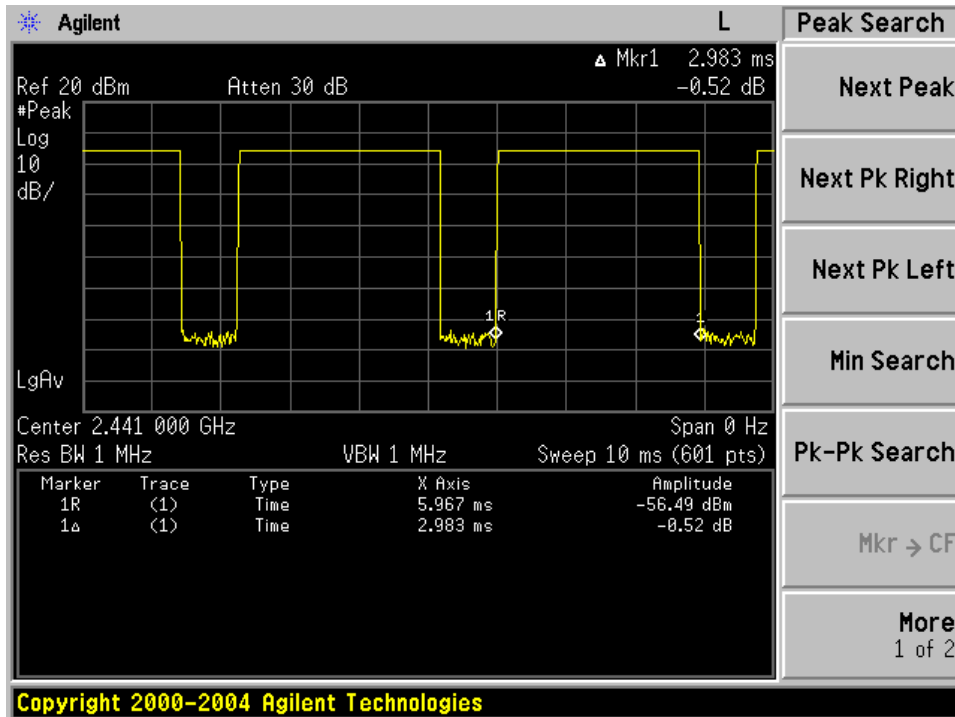 Agilent
L
Peak Search
Δ Mkr1 2.983 ms
Ref 20 dBm Atten 30 dB -0.52 dB
#Peak
Log
10
dB/
1R
1
LgAv
Center 2.441 000 GHz Span 0 Hz
Res BW 1 MHz VBW 1 MHz Sweep 10 ms (601 pts)
Marker Trace Type X Axis Amplitude
1R (1) Time 5.967 ms -56.49 dBm
1Δ (1) Time 2.983 ms -0.52 dB
Next Peak
Next Pk Right
Next Pk Left
Min Search
Pk-Pk Search
Mkr → CF
More
1 of 2
Copyright 2000-2004 Agilent Technologies